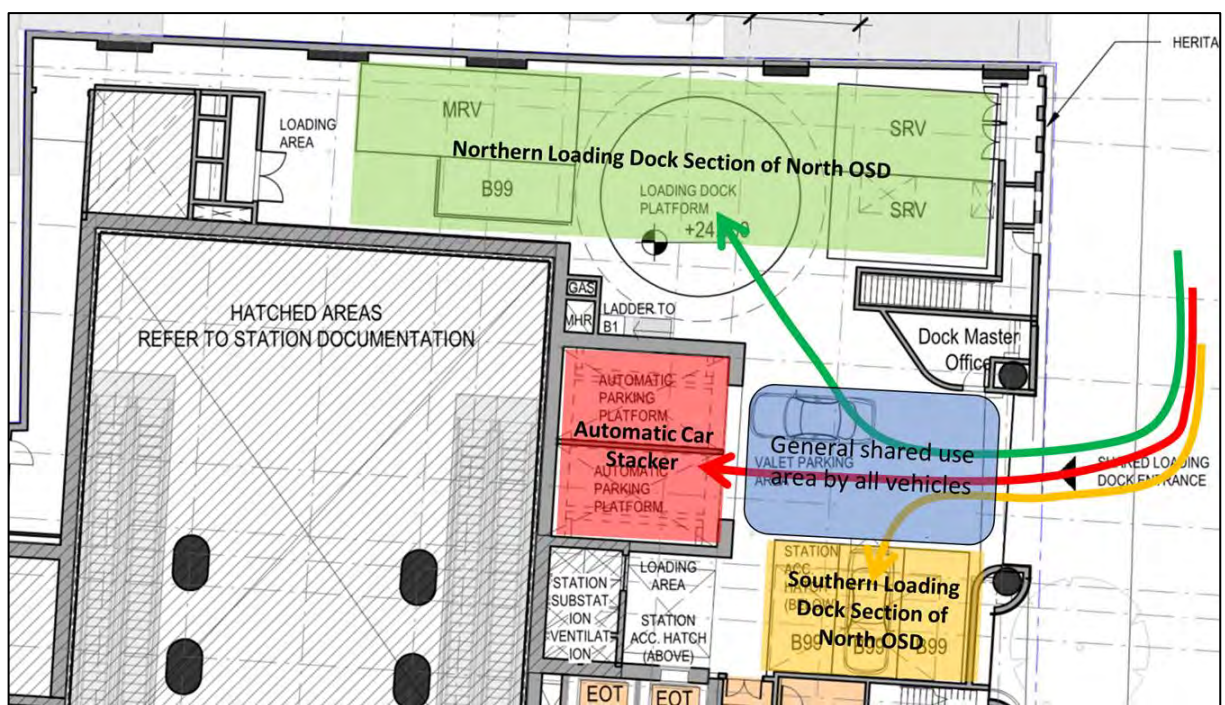 HERITA
LOADING
AREA
MRV
SRV
Northern Loading Dock Section of North OSD
B99
LOADING DOCK
PLATFORM
SRV
GAS
MHR
LADDER TO
B1
HATCHED AREAS
REFER TO STATION DOCUMENTATION
Dock Master
Office
AUTOMATIC
PARKING
PLATFORM
Automatic Car
Stacker
AUTOMATIC
PARKING
PLATFORM
General shared use
area by all vehicles
VALET PARKING
SHARED LOADING
DOCK ENTRANCE
STATION
SUBSTAT
ION
VENTILAT
ION
LOADING
AREA
STATION
ACC. HATCH
(ABOVE)
STATION
ACC.
Southern Loading
Dock Section of
North OSD
B99
B99
B99
EOT
EOT